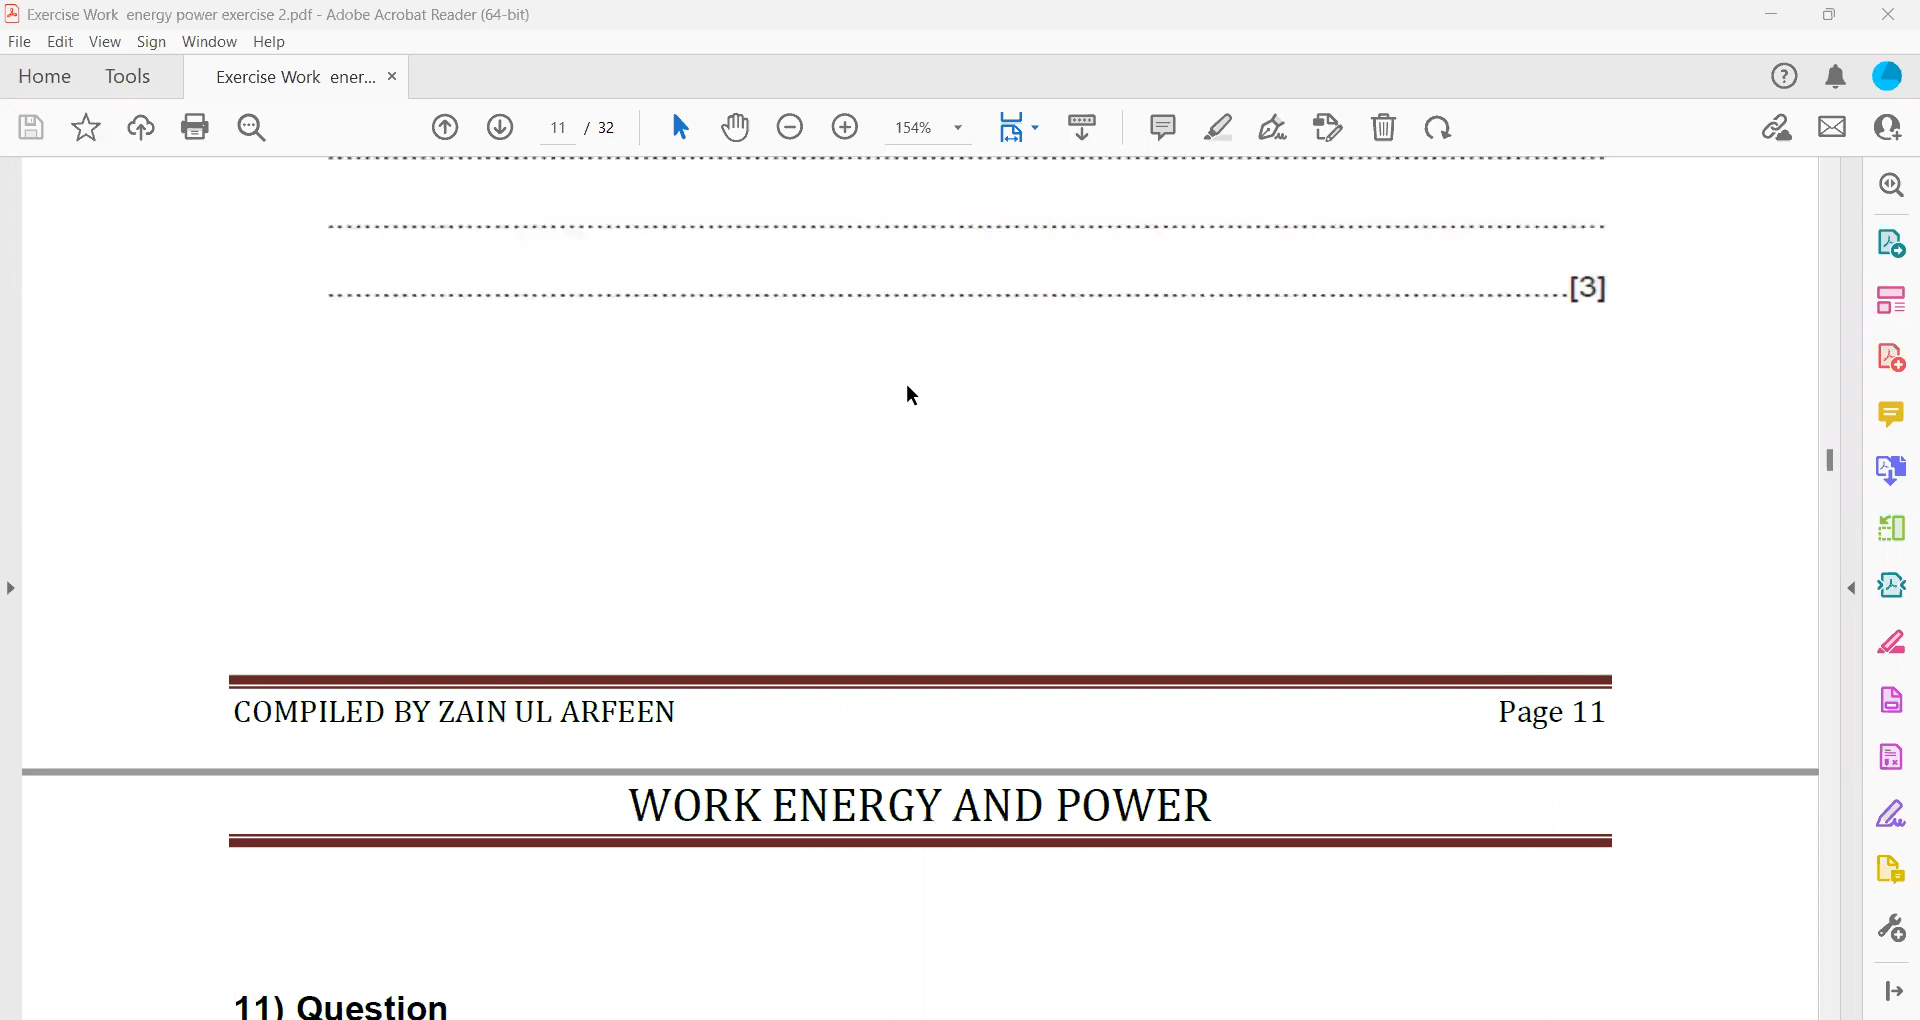 Exercise Work energy power exercise 2.pdf - Adobe Acrobat Reader (64-bit)
File Edit View Sign Window Help
Home Tools Exercise Work ener... ×
11 / 32 154%
[3]
COMPILED BY ZAIN UL ARFEEN Page 11
WORK ENERGY AND POWER
11) Question